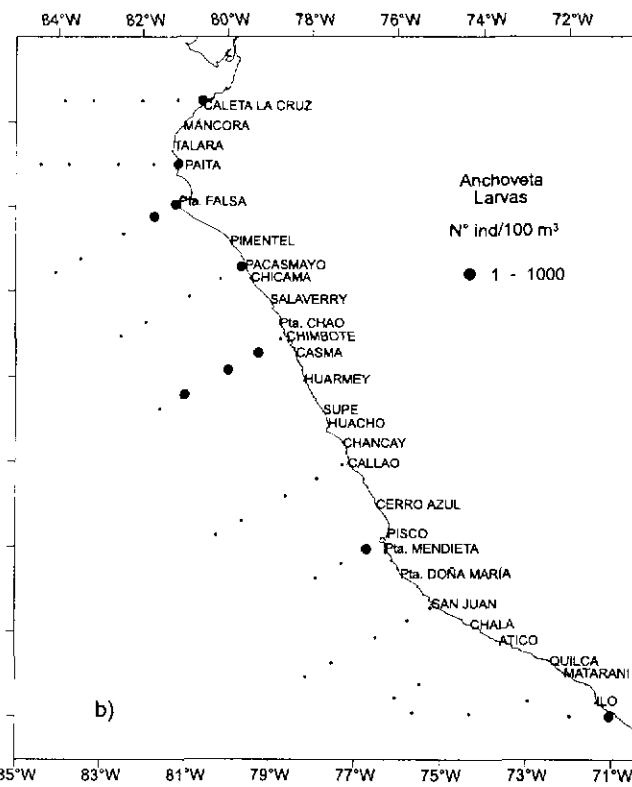 84°W 82°W 80°W 78°W 76°W 74°W 72°W
CALETA LA CRUZ
MANCORA
TALARA
PAITA
Pta. FALSA
PIMENTEL
PACASMAYO
CHICAMA
SALAVERRY
Pta. CHAO
CHIMBOTE
CASMA
HUARMEY
SUPE
HUACHO
CHANCAY
CALLAO
CERRO AZUL
PISCO
Pta. MENDIETA
Pta. DOÑA MARÍA
SAN JUAN
CHALA
ATICO
QUILCA
MATARANI
ILO
Anchoveta
Larvas
N° ind/100 m³
1 - 1000
b)
85°W 83°W 81°W 79°W 77°W 75°W 73°W 71°W